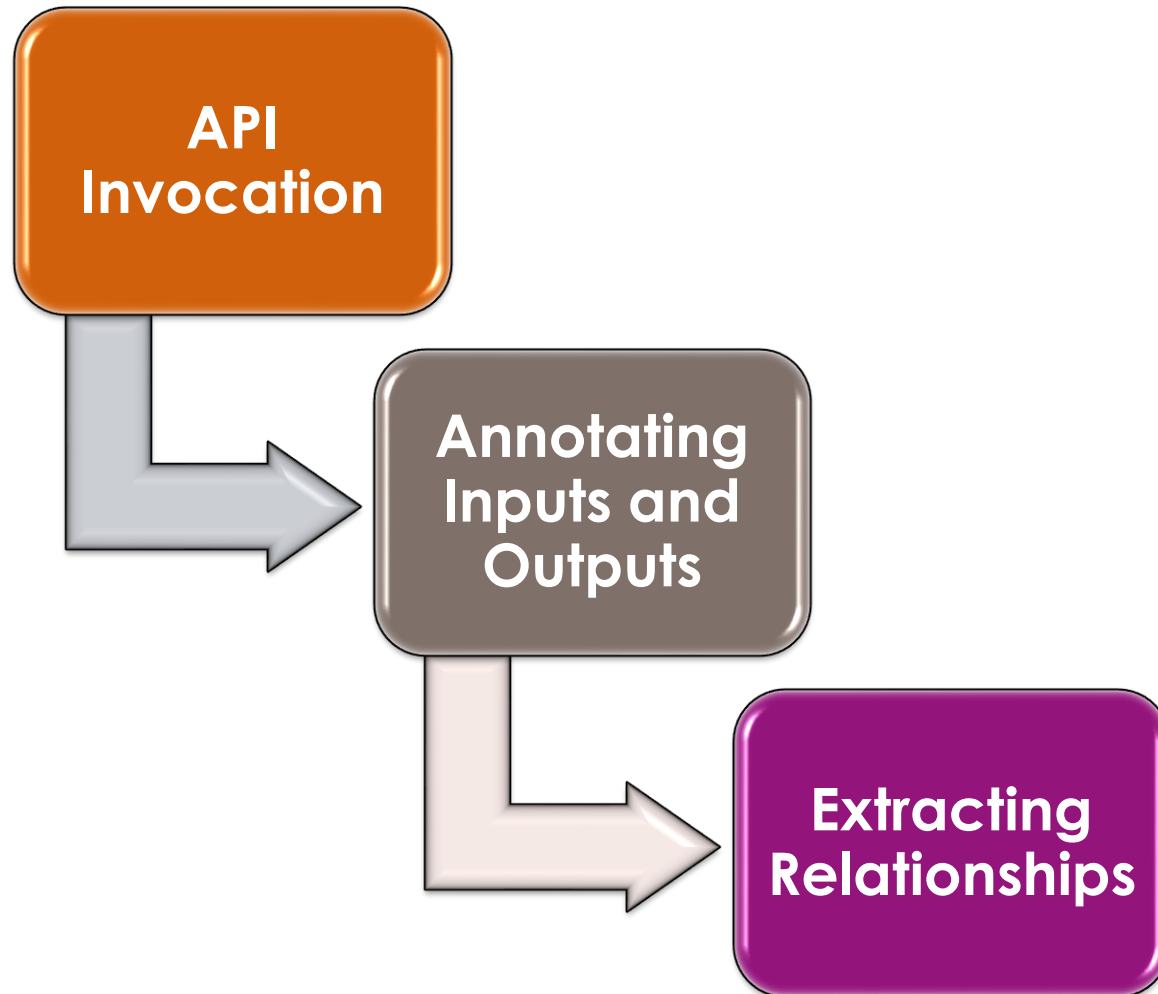 API
Invocation
Annotating
Inputs and
Outputs
Extracting
Relationships